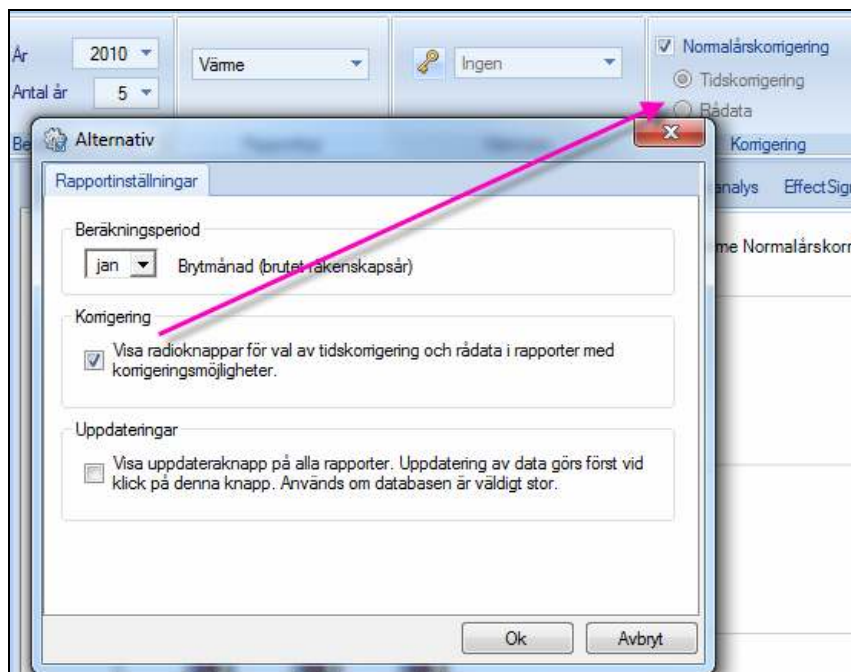 År 2010
Antal år 5
Värme
Ingen
Normalårskorrigering
Tidskorrigering
Rådata
Korrigering
Be
Alternativ
Rapportinställningar
Beräkningsperiod
jan Brytmånad (brutet räkenskapsår)
Korrigering
Visa radioknappar för val av tidskorrigering och rådata i rapporter med
korrigeringsmöjligheter.
Uppdateringar
Visa uppdateraknapp på alla rapporter. Uppdatering av data görs först vid
klick på denna knapp. Används om databasen är väldigt stor.
Ok Avbryt
analys EffectSign
me Normalårskorr